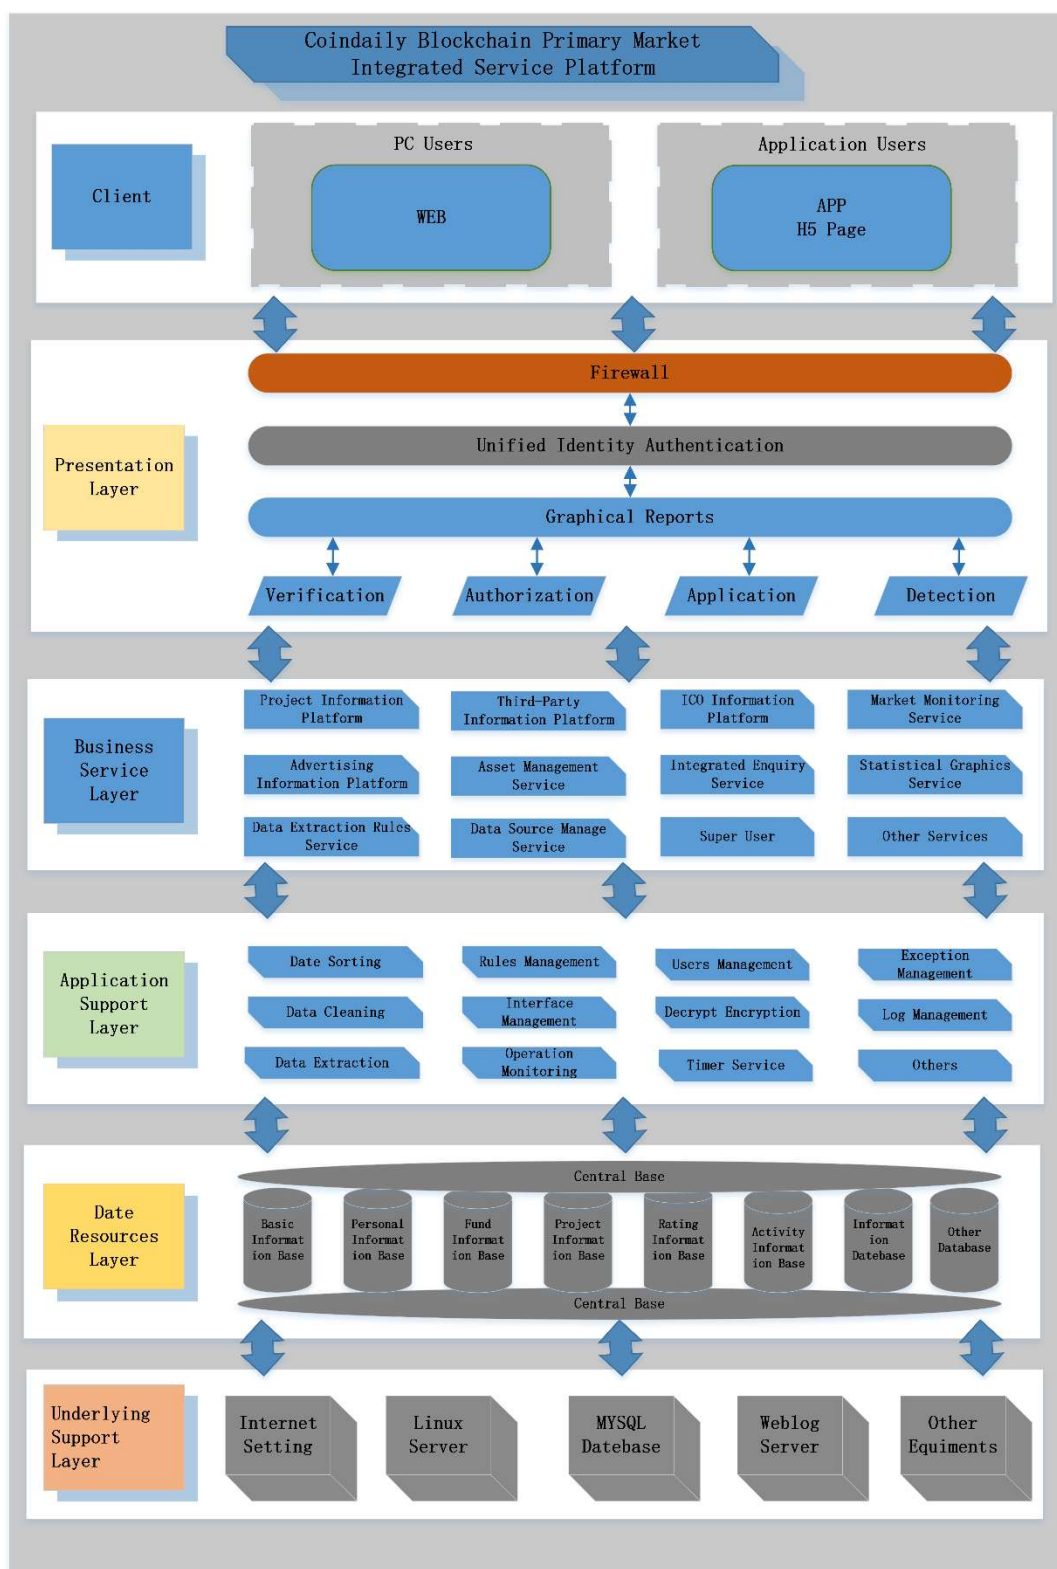 Coindaily Blockchain Primary Market
Integrated Service Platform
Client
PC Users
WEB
Application Users
APP
H5 Page
Presentation
Layer
Firewall
Unified Identity Authentication
Graphical Reports
Verification
Authorization
Application
Detection
Business
Service
Layer
Project Information
Platform
Third-Party
Information Platform
ICO Information
Platform
Market Monitoring
Service
Advertising
Information Platform
Asset Management
Service
Integrated Enquiry
Service
Statistical Graphics
Service
Data Extraction Rules
Service
Data Source Manage
Service
Super User
Other Services
Application
Support
Layer
Date Sorting
Rules Management
Users Management
Exception
Management
Data Cleaning
Interface
Management
Decrypt Encryption
Log Management
Data Extraction
Operation
Monitoring
Timer Service
Others
Date
Resources
Layer
Central Base
Basic
Informat
ion Base
Personal
Informat
ion Base
Fund
Informat
ion Base
Project
Informat
ion Base
Rating
Informat
ion Base
Activity
Informat
ion Base
Informat
ion
Datebase
Other
Database
Central Base
Underlying
Support
Layer
Internet
Setting
Linux
Server
MYSQL
Datebase
Weblog
Server
Other
Equiments